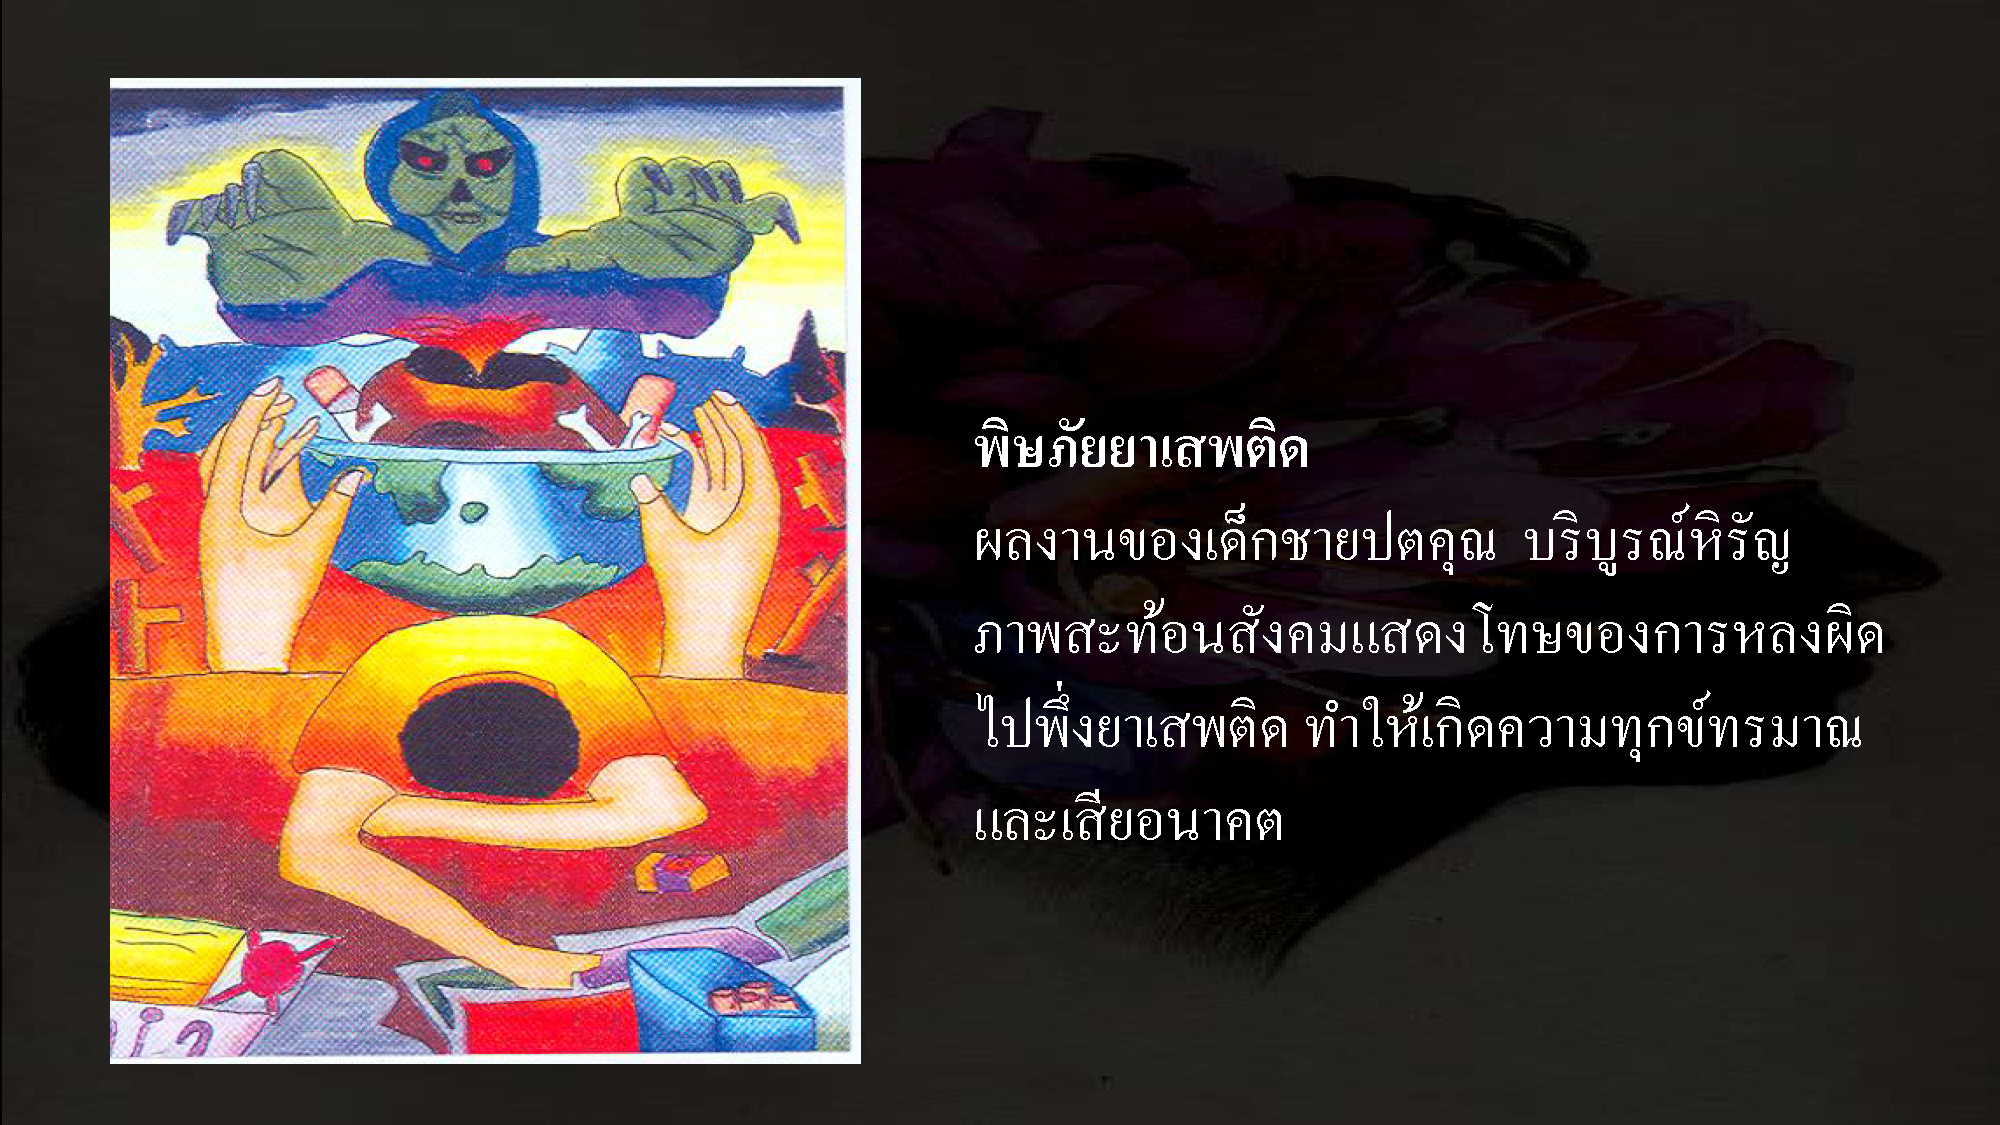 พิษภัยยาเสพติด
ผลงานของเด็กชายปตคุณ บริบูรณ์หิรัญ
ภาพสะท้อนสังคมแสดงโทษของการหลงผิด
ไปพึ่งยาเสพติด ทำให้เกิดความทุกข์ทรมาณ
และเสียอนาคต